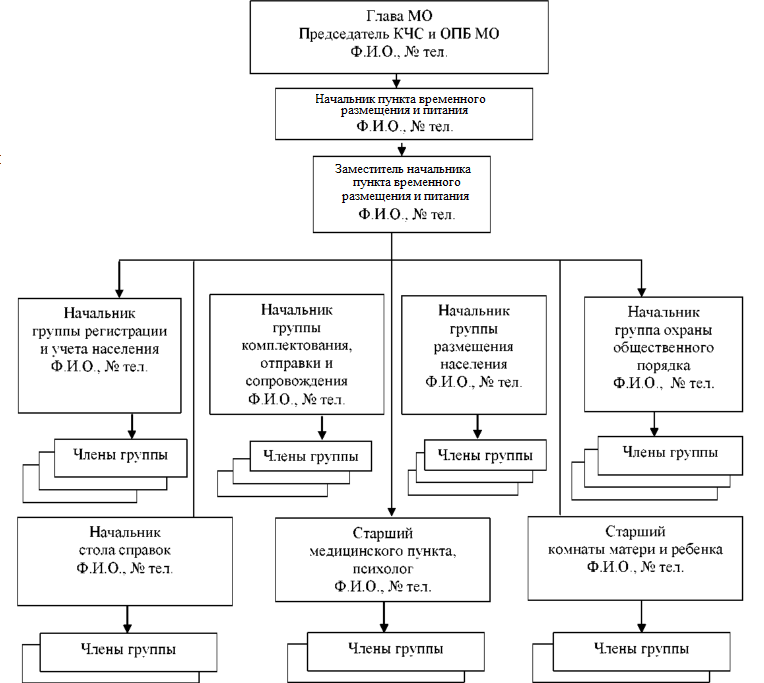 Глава МО
Председатель КЧС и ОПБ МО
Ф.И.О., № тел.
Начальник пункта временного
размещения и питания
Ф.И.О., № тел.
Заместитель начальника
пункта временного
размещения и питания
Ф.И.О., № тел.
Начальник
группы регистрации
и учета населения
Ф.И.О., № тел.
Начальник
группы
комплектования,
отправки и
сопровождения
Ф.И.О., № тел.
Начальник
группы
размещения
населения
Ф.И.О., № тел.
Начальник
группа охраны
общественного
порядка
Ф.И.О., № тел.
Члены группы
Члены группы
Члены группы
Члены группы
Начальник
стола справок
Ф.И.О., № тел.
Старший
медицинского пункта,
психолог
Ф.И.О., № тел.
Старший
комнаты матери и ребенка
Ф.И.О., № тел.
Члены группы
Члены группы
Члены группы